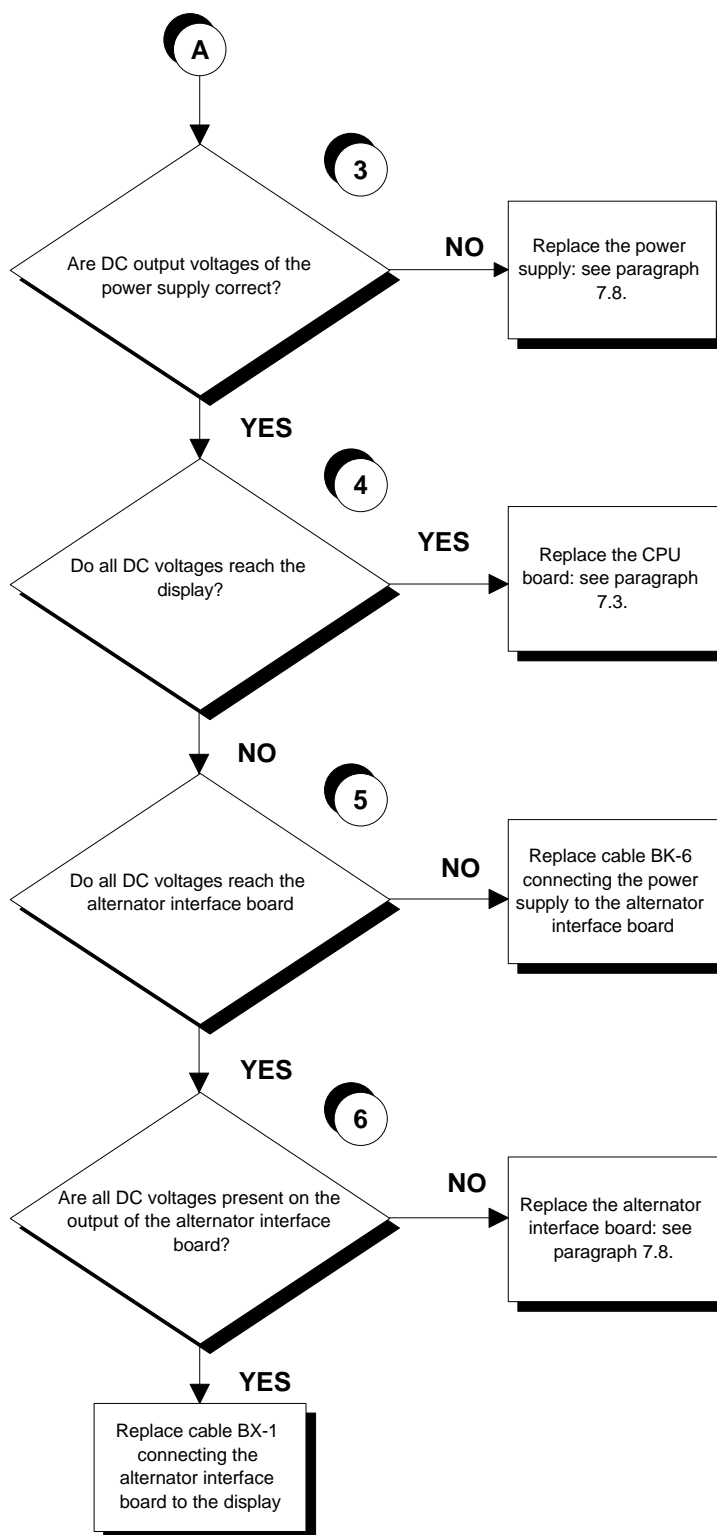 A
3
Are DC output voltages of the
power supply correct?
NO
Replace the power
supply: see paragraph
7.8.
YES
4
Do all DC voltages reach the
display?
YES
Replace the CPU
board: see paragraph
7.3.
NO
5
Do all DC voltages reach the
alternator interface board
NO
Replace cable BK-6
connecting the power
supply to the alternator
interface board
YES
6
Are all DC voltages present on the
output of the alternator interface
board?
NO
Replace the alternator
interface board: see
paragraph 7.8.
YES
Replace cable BX-1
connecting the
alternator interface
board to the display